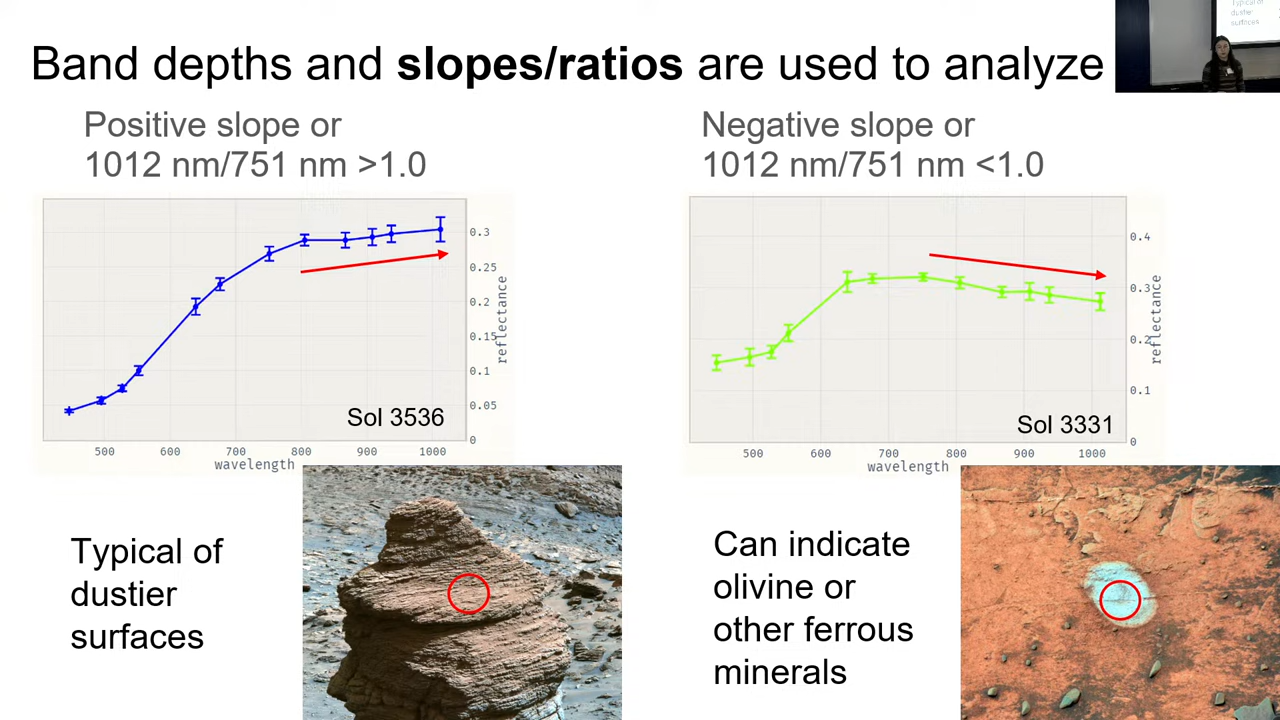 Band depths and slopes/ratios are used to analyze
Typical of
dustier
surfaces
Positive slope or
1012 nm/751 nm >1.0
0.3
0.25
0.2
0.15
0.1
0.05
0
reflectance
Sol 3536
500 600 700 800 900 1000
wavelength
Typical of
dustier
surfaces
Negative slope or
1012 nm/751 nm <1.0
0.4
0.3
0.2
0.1
0
reflectance
Sol 3331
500 600 700 800 900 1000
wavelength
Can indicate
olivine or
other ferrous
minerals